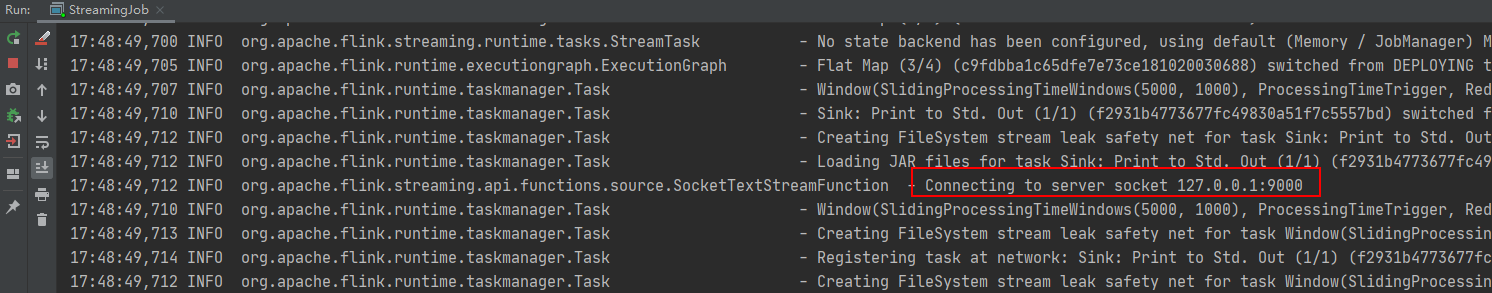 Run: StreamingJob
17:48:49,700 INFO org.apache.flink.streaming.runtime.tasks.StreamTask - No state backend has been configured, using default (Memory / JobManager) M
17:48:49,705 INFO org.apache.flink.runtime.executiongraph.ExecutionGraph - Flat Map (3/4) (c9fdbba1c65dfe7e73ce181020030688) switched from DEPLOYING t
17:48:49,707 INFO org.apache.flink.runtime.taskmanager.Task - Window(SlidingProcessingTimeWindows(5000, 1000), ProcessingTimeTrigger, Red
17:48:49,710 INFO org.apache.flink.runtime.taskmanager.Task - Sink: Print to Std. Out (1/1) (f2931b4773677fc49830a51f7c5557bd) switched f
17:48:49,712 INFO org.apache.flink.runtime.taskmanager.Task - Creating FileSystem stream leak safety net for task Sink: Print to Std. Out
17:48:49,712 INFO org.apache.flink.runtime.taskmanager.Task - Loading JAR files for task Sink: Print to Std. Out (1/1) (f2931b4773677fc49
17:48:49,712 INFO org.apache.flink.streaming.api.functions.source.SocketTextStreamFunction - Connecting to server socket 127.0.0.1:9000
17:48:49,710 INFO org.apache.flink.runtime.taskmanager.Task - Window(SlidingProcessingTimeWindows(5000, 1000), ProcessingTimeTrigger, Red
17:48:49,713 INFO org.apache.flink.runtime.taskmanager.Task - Creating FileSystem stream leak safety net for task Window(SlidingProcessin
17:48:49,714 INFO org.apache.flink.runtime.taskmanager.Task - Registering task at network: Sink: Print to Std. Out (1/1) (f2931b4773677fc
17:48:49,712 INFO org.apache.flink.runtime.taskmanager.Task - Creating FileSystem stream leak safety net for task Window(SlidingProcessin